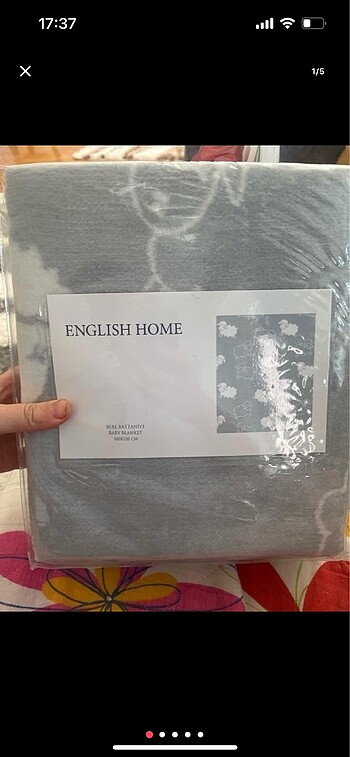 17:37
1/5
ENGLISH HOME
BEBE BATTANİYE
BABY BLANKET